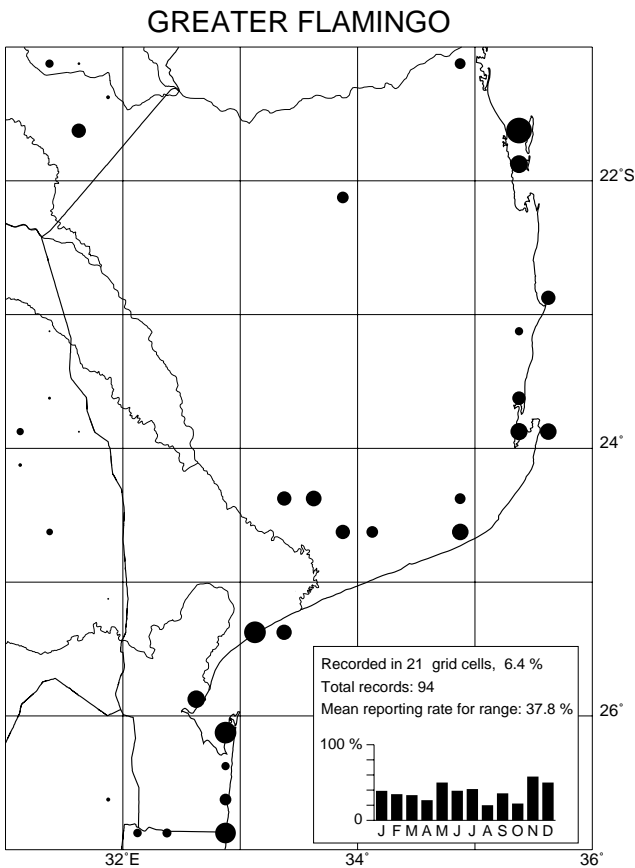 GREATER FLAMINGO
22˚S
24˚
26˚
Recorded in 21 grid cells, 6.4 %
Total records: 94
Mean reporting rate for range: 37.8 %
100 %
0
J F M A M J J A S O N D
32˚E
34
36˚